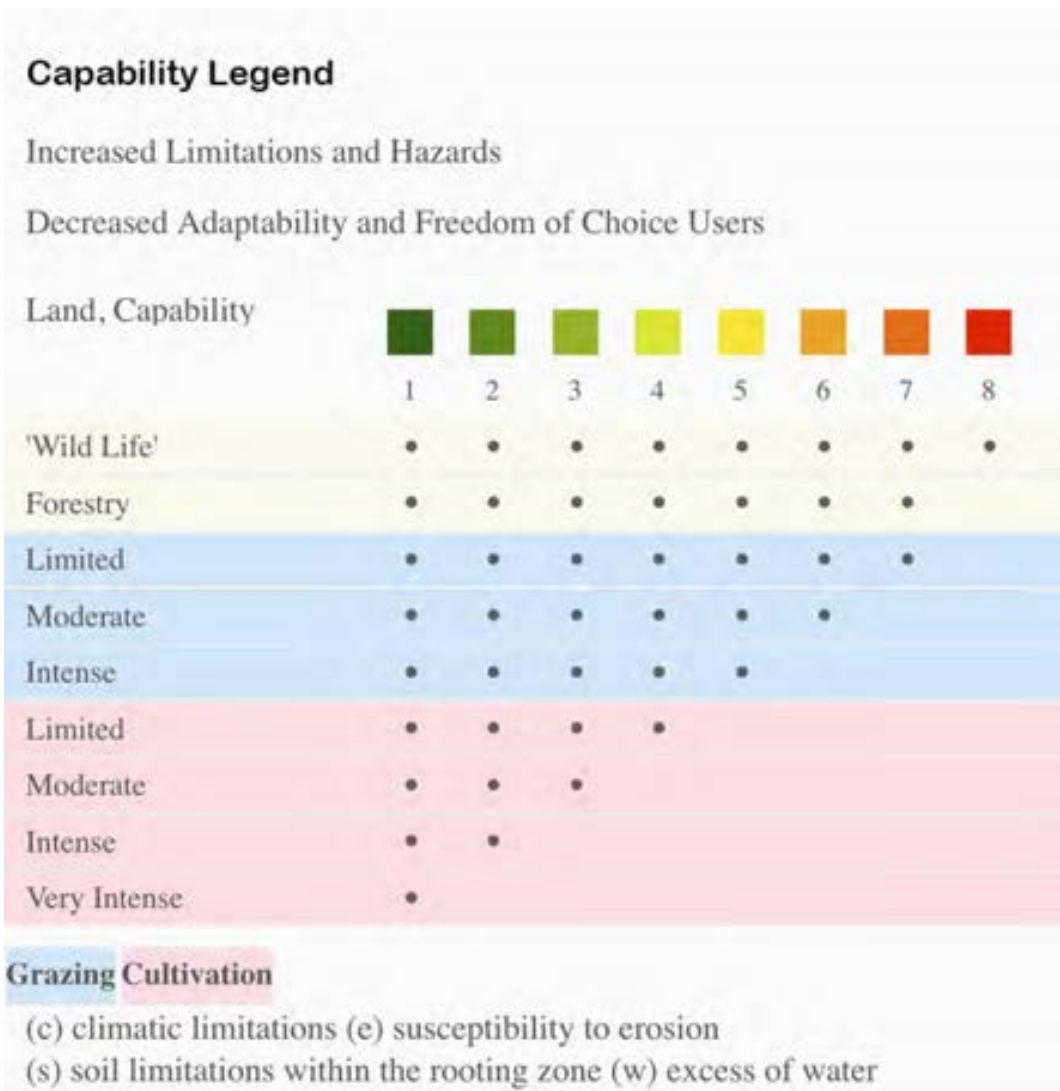 Capability Legend
Increased Limitations and Hazards
Decreased Adaptability and Freedom of Choice Users
Land, Capability
1 2 3 4 5 6 7 8
'Wild Life'
Forestry
Limited
Moderate
Intense
Limited
Moderate
Intense
Very Intense
Grazing Cultivation
(c) climatic limitations (e) susceptibility to erosion
(s) soil limitations within the rooting zone (w) excess of water